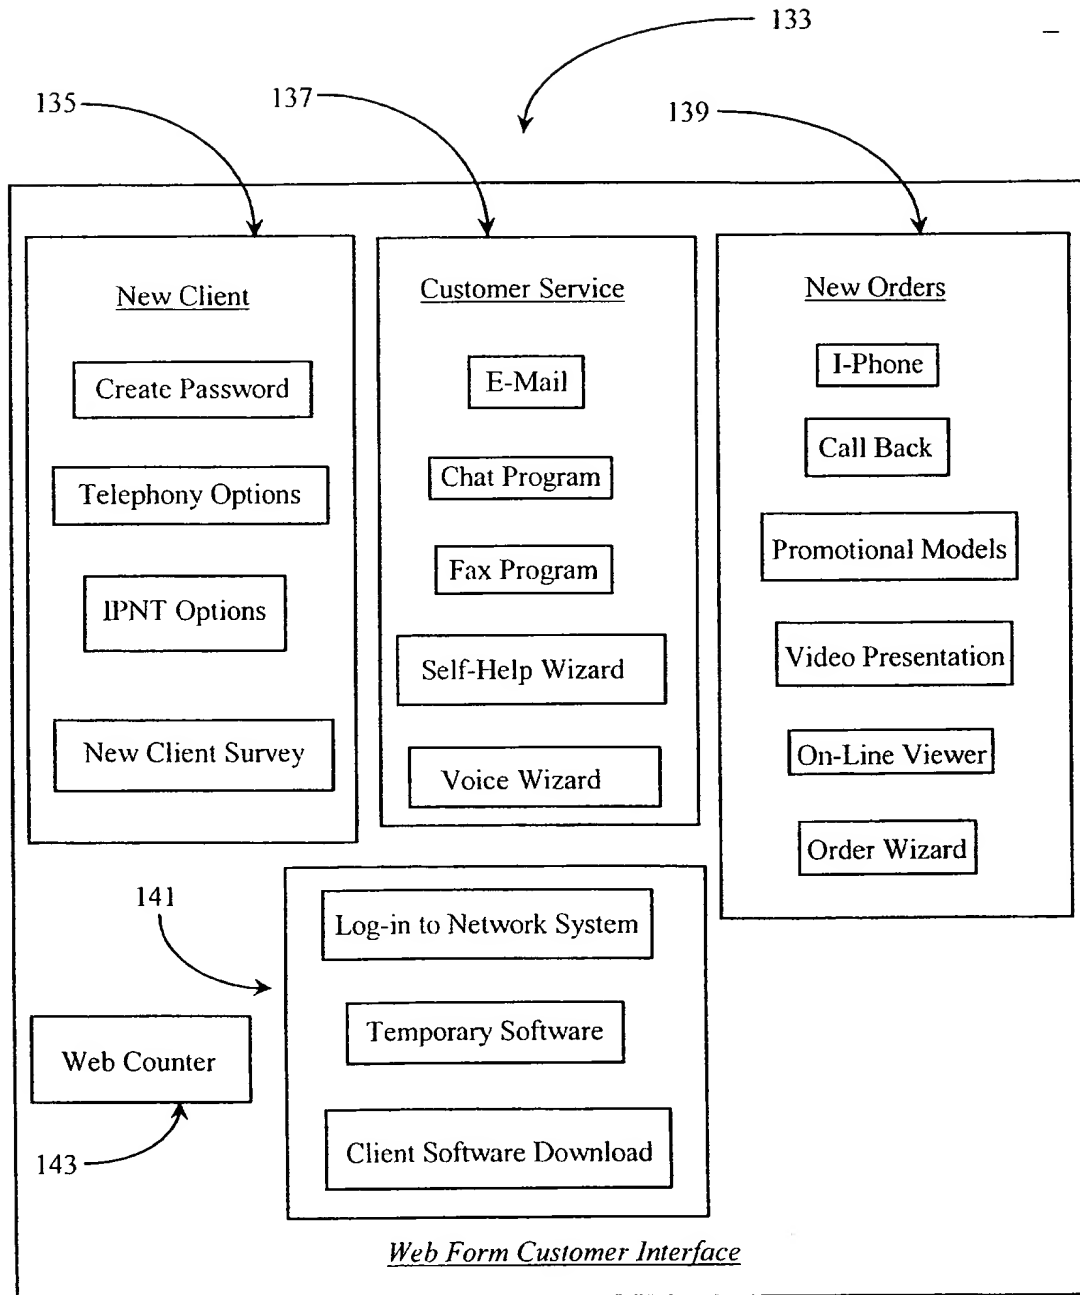 133
135
137
139
New Client
Create Password
Telephony Options
IPNT Options
New Client Survey
Customer Service
E-Mail
Chat Program
Fax Program
Self-Help Wizard
Voice Wizard
New Orders
I-Phone
Call Back
Promotional Models
Video Presentation
On-Line Viewer
Order Wizard
141
Log-in to Network System
Temporary Software
Client Software Download
Web Counter
143
Web Form Customer Interface